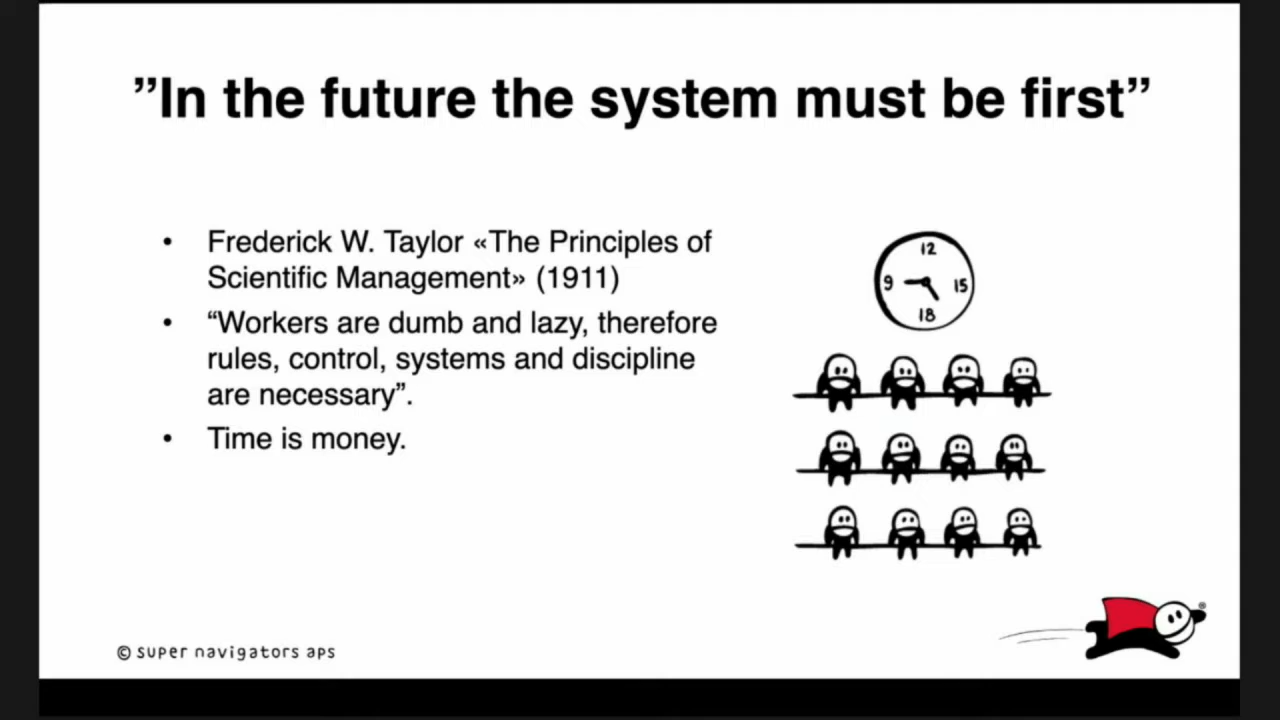 ”In the future the system must be first”
• Frederick W. Taylor «The Principles of
Scientific Management» (1911)
• “Workers are dumb and lazy, therefore
rules, control, systems and discipline
are necessary”.
• Time is money.
12
9 15
18
®
© super navigators aps